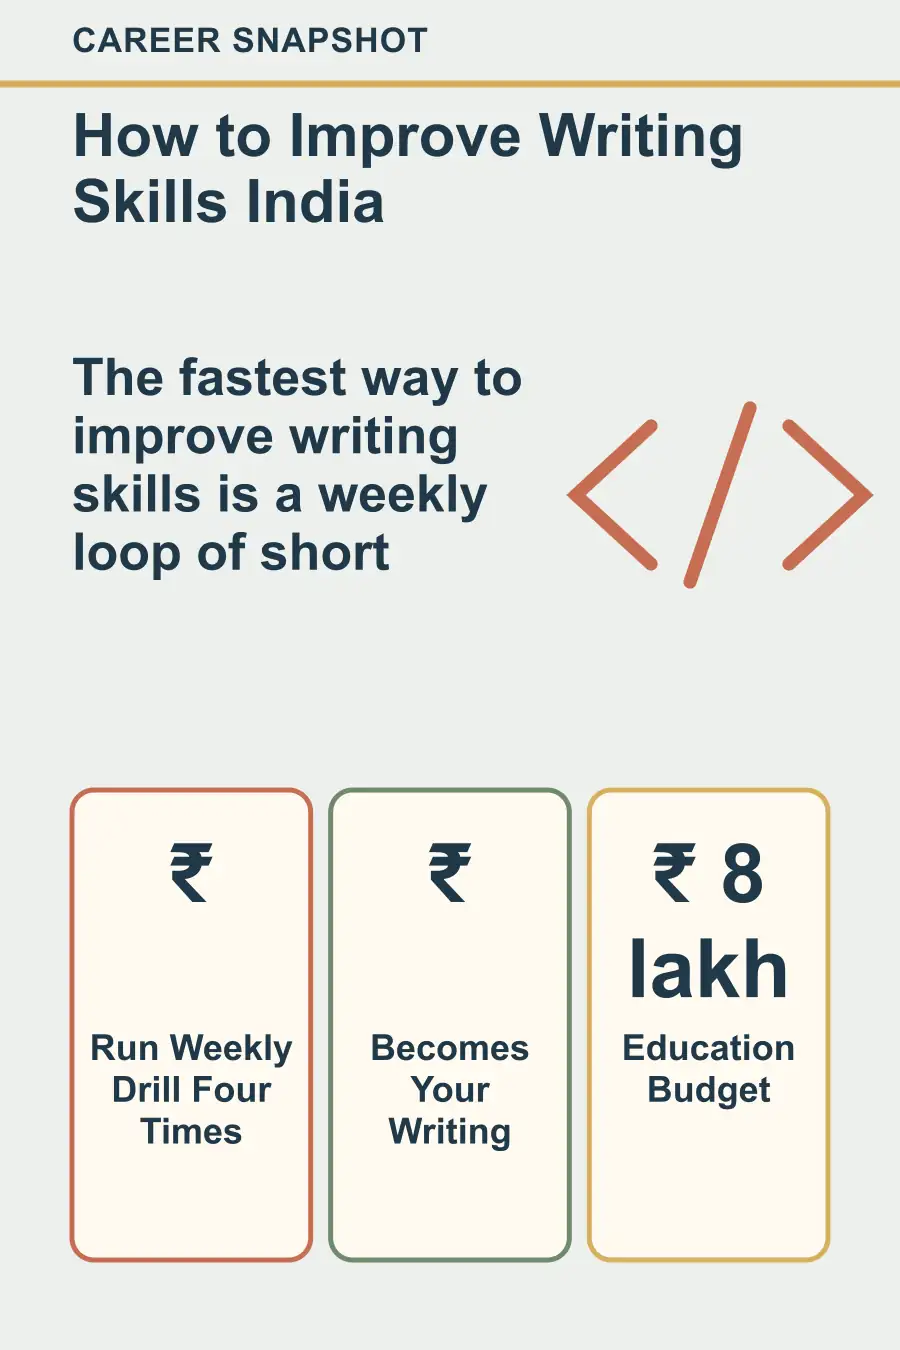 CAREER SNAPSHOT
How to Improve Writing
Skills India
The fastest way to
improve writing
skills is a weekly
loop of short
₹
Run Weekly
Drill Four
Times
₹
Becomes
Your
Writing
₹ 8
lakh
Education
Budget